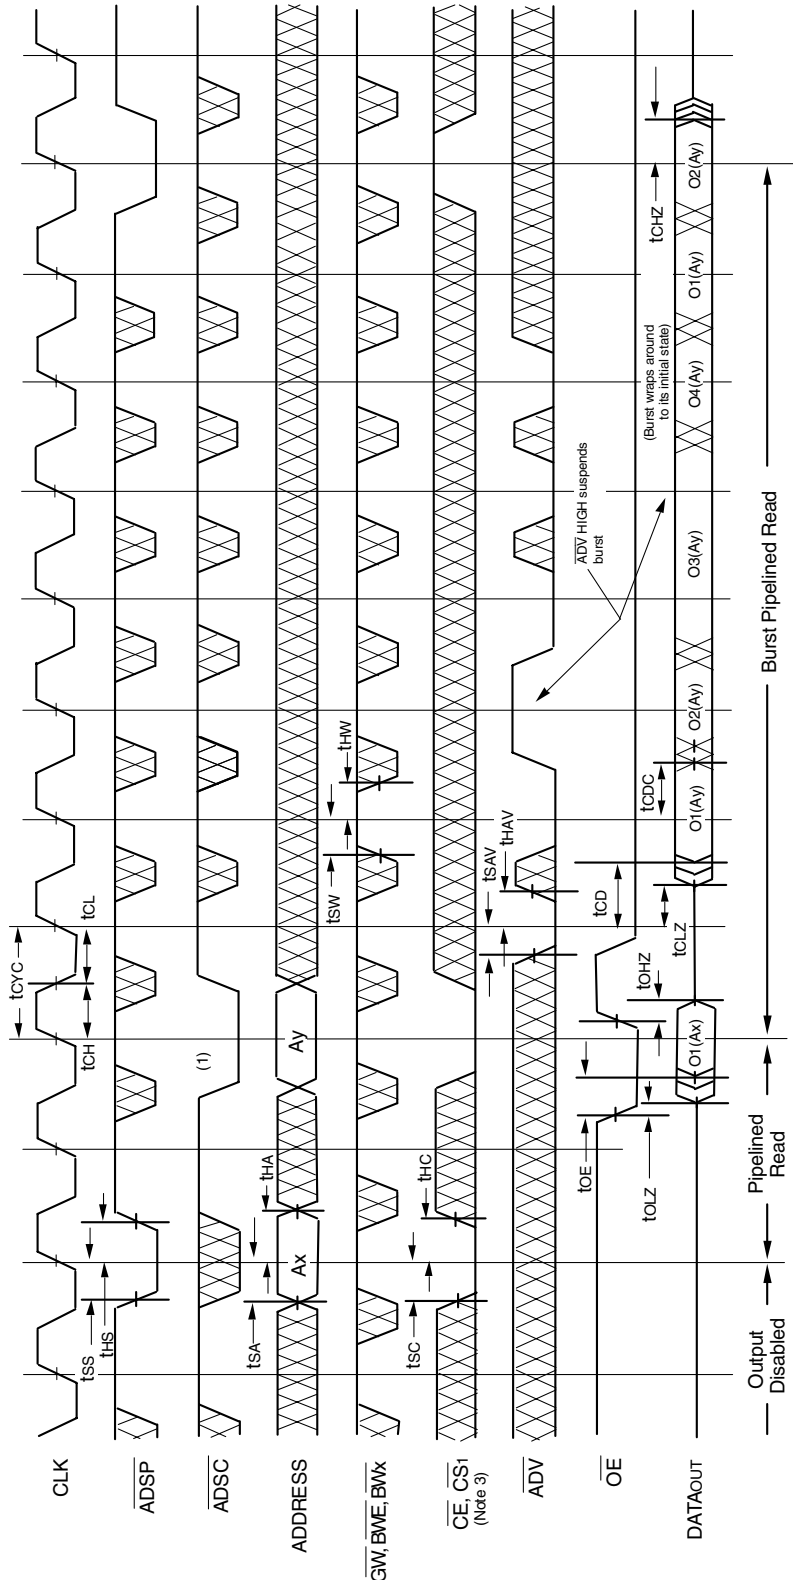 CLK
tCYC
tCH
tCL
tSS
tHS
ADSP
ADSC
(1)
ADDRESS
Ax
Ay
tSA
tHA
GW, BWE, BWx
tSW
tHW
CE, CS1
(Note 3)
tSC
tHC
ADV
tSAV
tHAV
ADV HIGH suspends
burst
OE
tOE
tOLZ
tOHZ
tCD
tCLZ
tCDC
tCHZ
(Burst wraps around
to its initial state)
DATAOUT
O1(Ax)
O1(Ay)
O2(Ay)
O3(Ay)
O4(Ay)
O1(Ay)
O2(Ay)
Output
Disabled
Pipelined
Read
Burst Pipelined Read